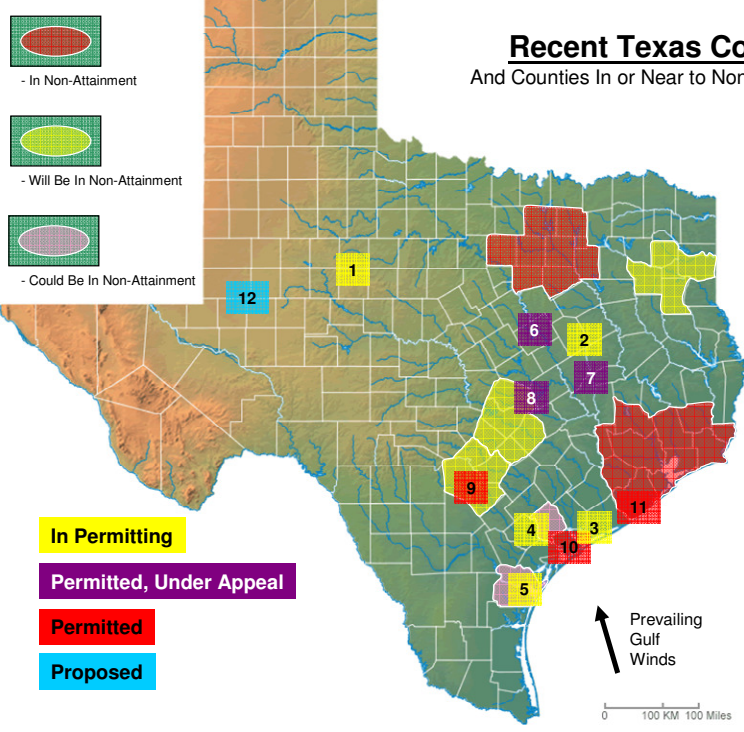 Recent Texas Co
And Counties In or Near to Non
- In Non-Attainment
- Will Be In Non-Attainment
- Could Be In Non-Attainment
1
12
6
2
7
8
9
11
4
3
10
5
In Permitting
Permitted, Under Appeal
Permitted
Proposed
Prevailing
Gulf
Winds
0 100 KM 100 Miles